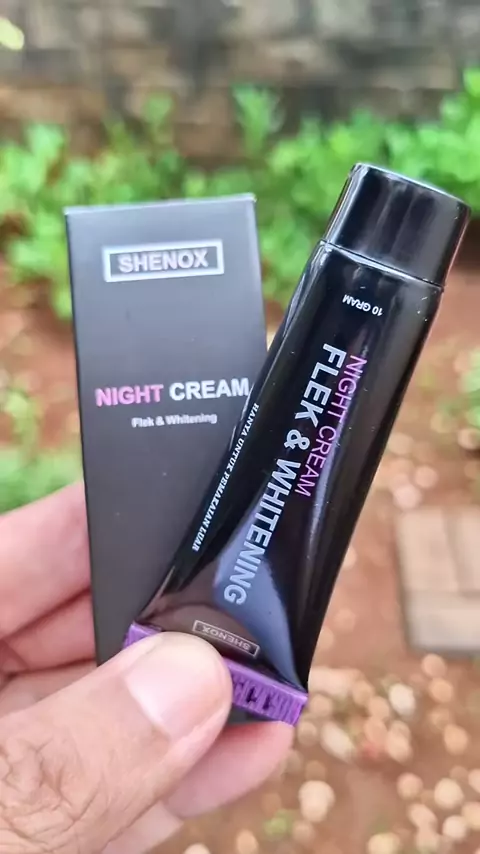 SHENOX
NIGHT CREAM
Flek & Whitening
10 GRAM
NIGHT CREAM
FLEK & WHITENING
HANYA UNTUK PEMAKAIAN LUAR
SHENOX